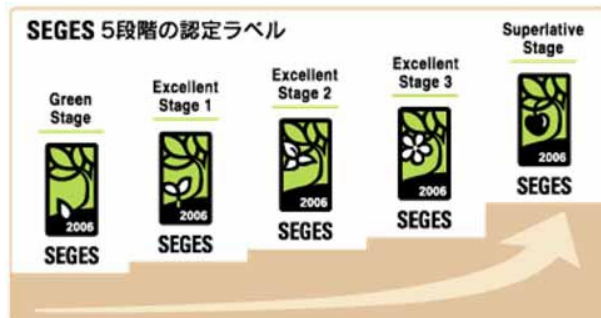 SEGES 5段階の認定ラベル
Green
Stage
2006
SEGES
Excellent
Stage 1
2006
SEGES
Excellent
Stage 2
2006
SEGES
Excellent
Stage 3
2006
SEGES
Superlative
Stage
2006
SEGES